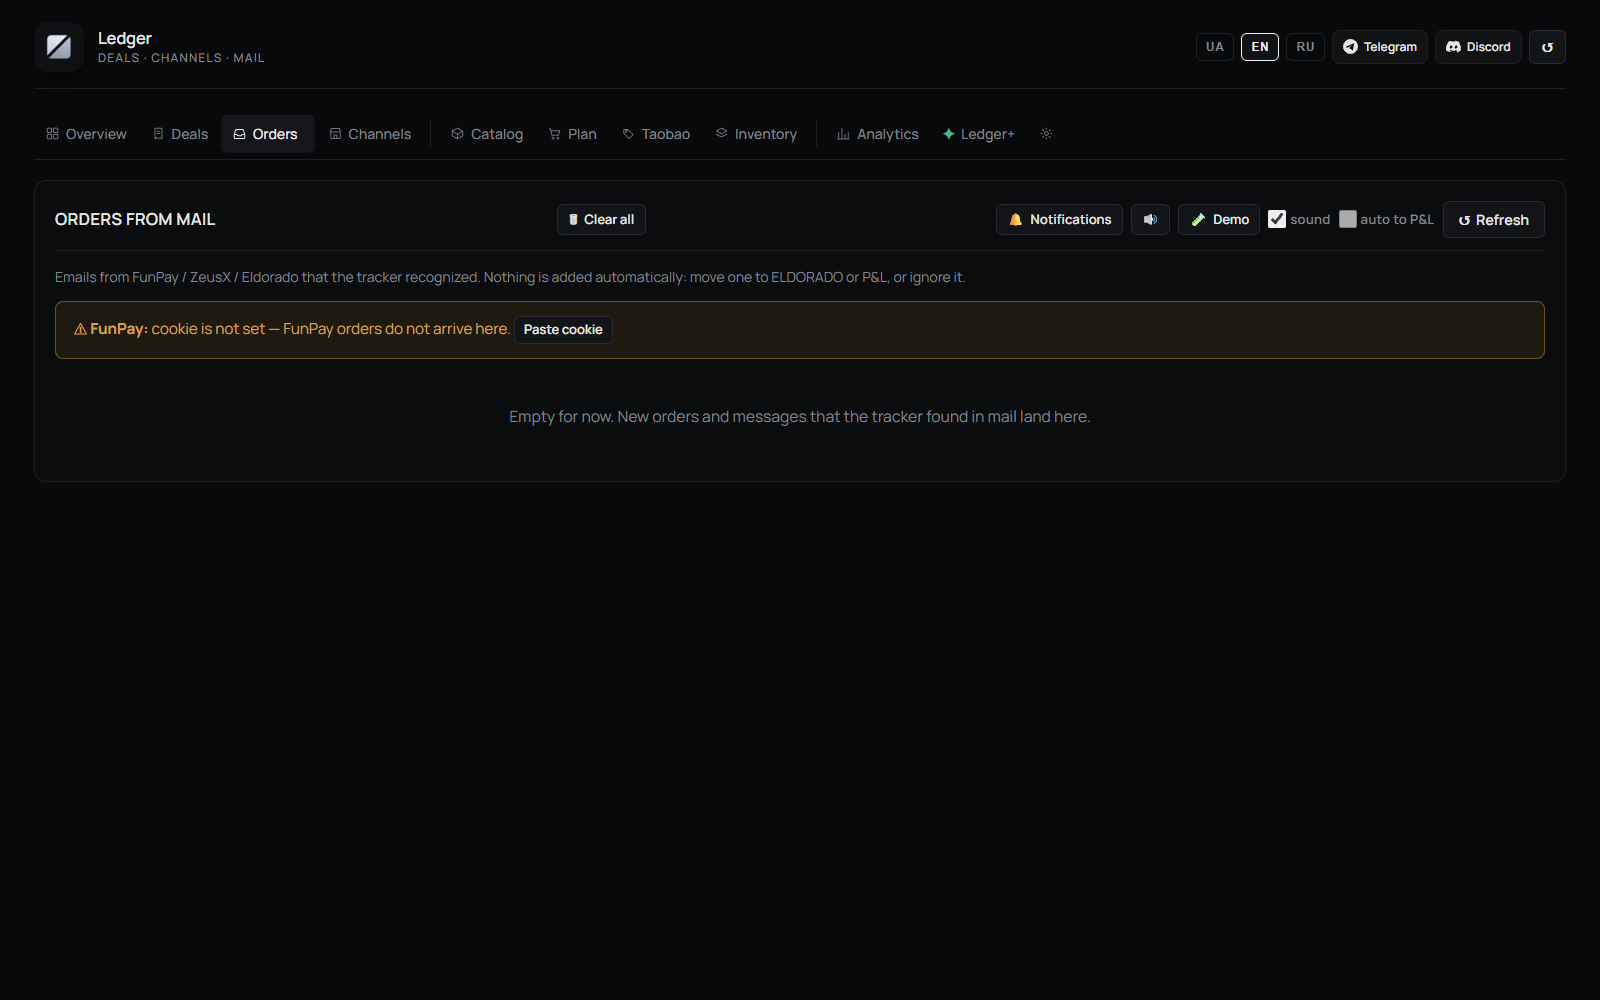 Ledger
DEALS · CHANNELS · MAIL
UA EN RU Telegram Discord
Overview Deals Orders Channels Catalog Plan Taobao Inventory Analytics Ledger+
ORDERS FROM MAIL Clear all Notifications Demo sound auto to P&L Refresh
Emails from FunPay / ZeusX / Eldorado that the tracker recognized. Nothing is added automatically: move one to ELDORADO or P&L, or ignore it.
FunPay: cookie is not set — FunPay orders do not arrive here. Paste cookie
Empty for now. New orders and messages that the tracker found in mail land here.